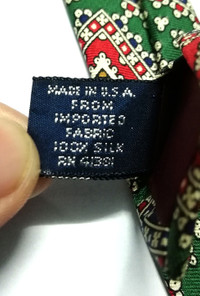 MADE IN U.S.A.
FROM
IMPORTED
FABRIC
100% SILK
RN 41381